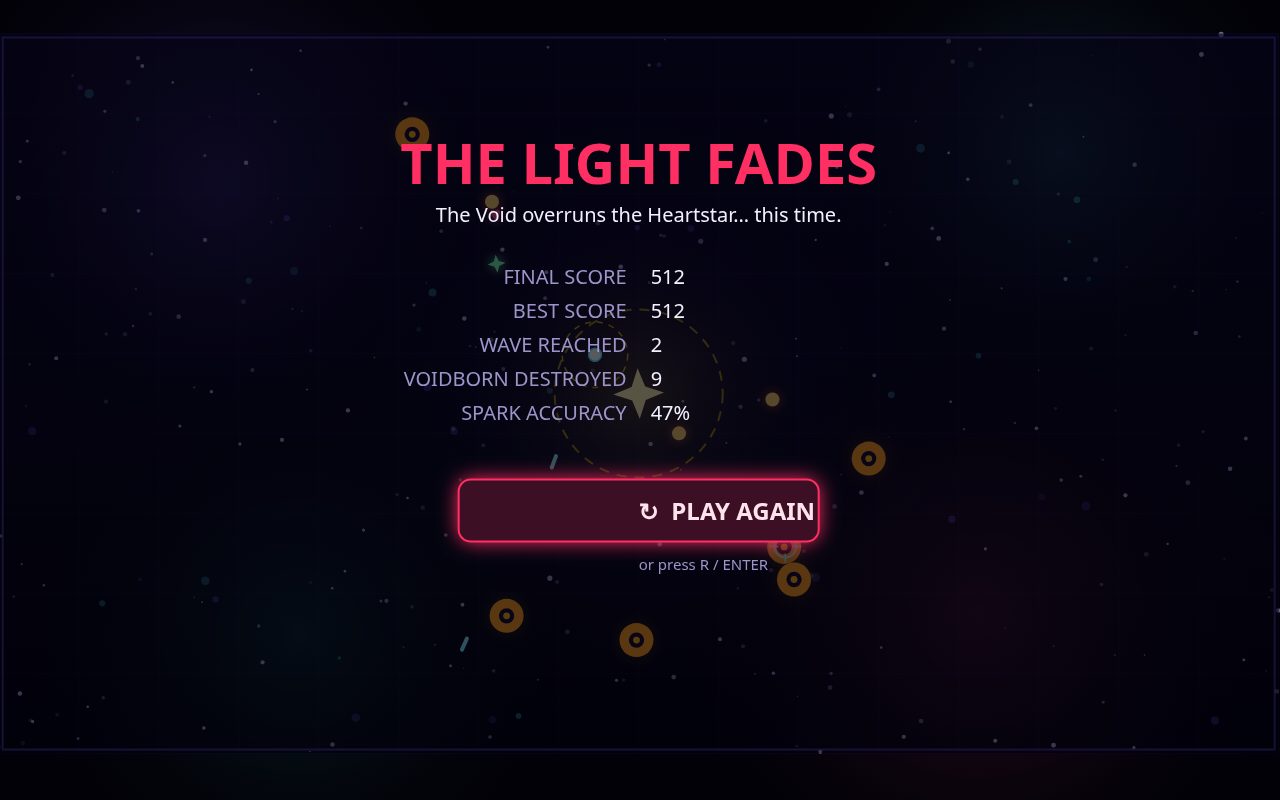 THE LIGHT FADES
The Void overruns the Heartstar... this time.
FINAL SCORE 512
BEST SCORE 512
WAVE REACHED 2
VOIDBORN DESTROYED 9
SPARK ACCURACY 47%
↻ PLAY AGAIN
or press R / ENTER